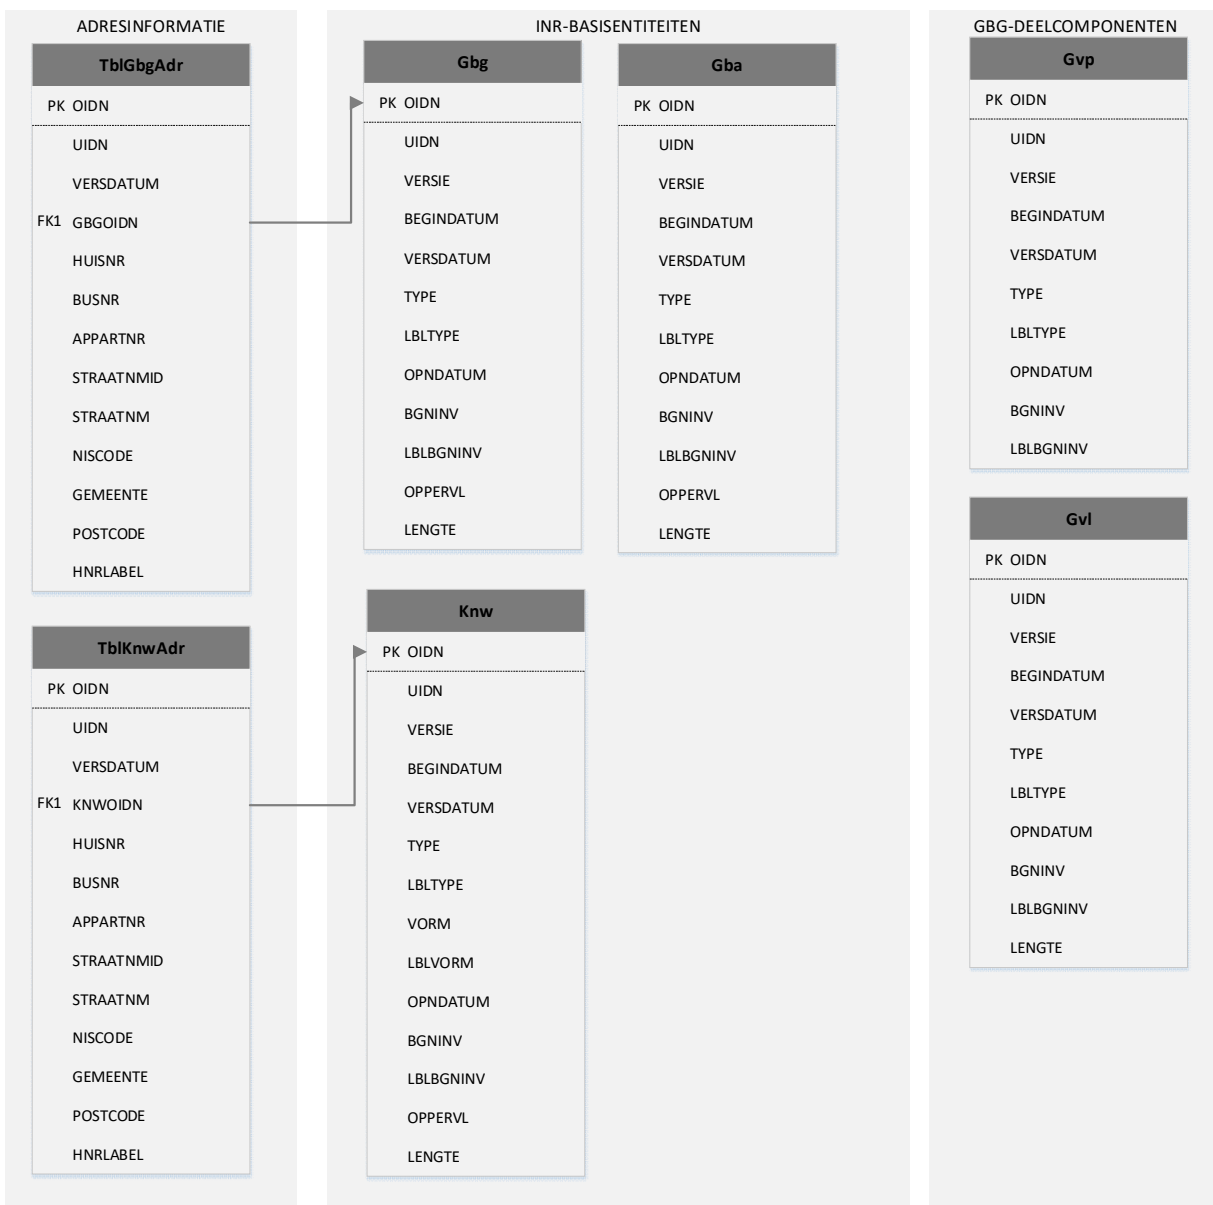 ADRESINFORMATIE
TblGbgAdr
PK OIDN
UIDN
VERSDATUM
FK1 GBGOIDN
HUISNR
BUSNR
APPARTNR
STRAATNMID
STRAATNM
NISCODE
GEMEENTE
POSTCODE
HNRLABEL
TblKnwAdr
PK OIDN
UIDN
VERSDATUM
FK1 KNWOIDN
HUISNR
BUSNR
APPARTNR
STRAATNMID
STRAATNM
NISCODE
GEMEENTE
POSTCODE
HNRLABEL
INR-BASISENTITEITEN
Gbg
PK OIDN
UIDN
VERSIE
BEGINDATUM
VERSDATUM
TYPE
LBLTYPE
OPNDATUM
BGNINV
LBLBGNINV
OPPERVL
LENGTE
Gba
PK OIDN
UIDN
VERSIE
BEGINDATUM
VERSDATUM
TYPE
LBLTYPE
OPNDATUM
BGNINV
LBLBGNINV
OPPERVL
LENGTE
Knw
PK OIDN
UIDN
VERSIE
BEGINDATUM
VERSDATUM
TYPE
LBLTYPE
VORM
LBLVORM
OPNDATUM
BGNINV
LBLBGNINV
OPPERVL
LENGTE
GBG-DEELCOMPONENTEN
Gvp
PK OIDN
UIDN
VERSIE
BEGINDATUM
VERSDATUM
TYPE
LBLTYPE
OPNDATUM
BGNINV
LBLBGNINV
Gvl
PK OIDN
UIDN
VERSIE
BEGINDATUM
VERSDATUM
TYPE
LBLTYPE
OPNDATUM
BGNINV
LBLBGNINV
LENGTE